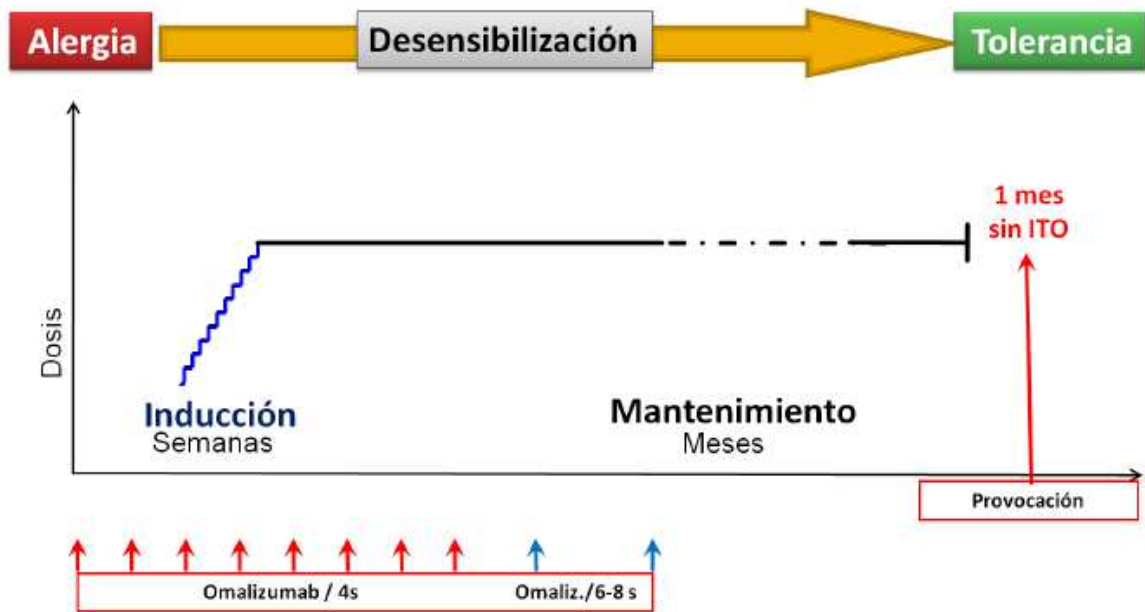 Alergia
Desensibilización
Tolerancia
1 mes
sin ITO
Dosis
Inducción
Semanas
Mantenimiento
Meses
Provocación
Omalizumab / 4s
Omaliz./6-8 s